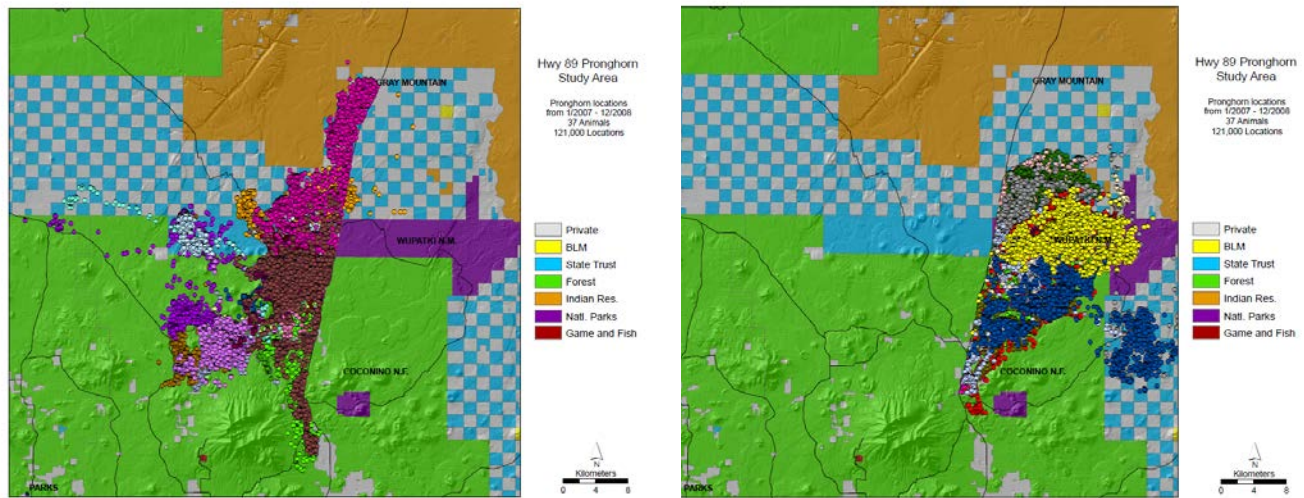 Hwy 89 Pronghorn
Study Area
Pronghorn locations
from 1/2007 - 12/2008
37 Animals
121,000 Locations
Private
BLM
State Trust
Forest
Indian Res.
Natl. Parks
Game and Fish
N
Kilometers
0 2 4 8
GRAY MOUNTAIN
WUPATKI N.M.
COCONINO N.F.
PARKS
Hwy 89 Pronghorn
Study Area
Pronghorn locations
from 1/2007 - 12/2008
37 Animals
121,000 Locations
Private
BLM
State Trust
Forest
Indian Res.
Natl. Parks
Game and Fish
N
Kilometers
0 2 4 8
GRAY MOUNTAIN
WUPATKI N.M.
COCONINO N.F.
PARKS